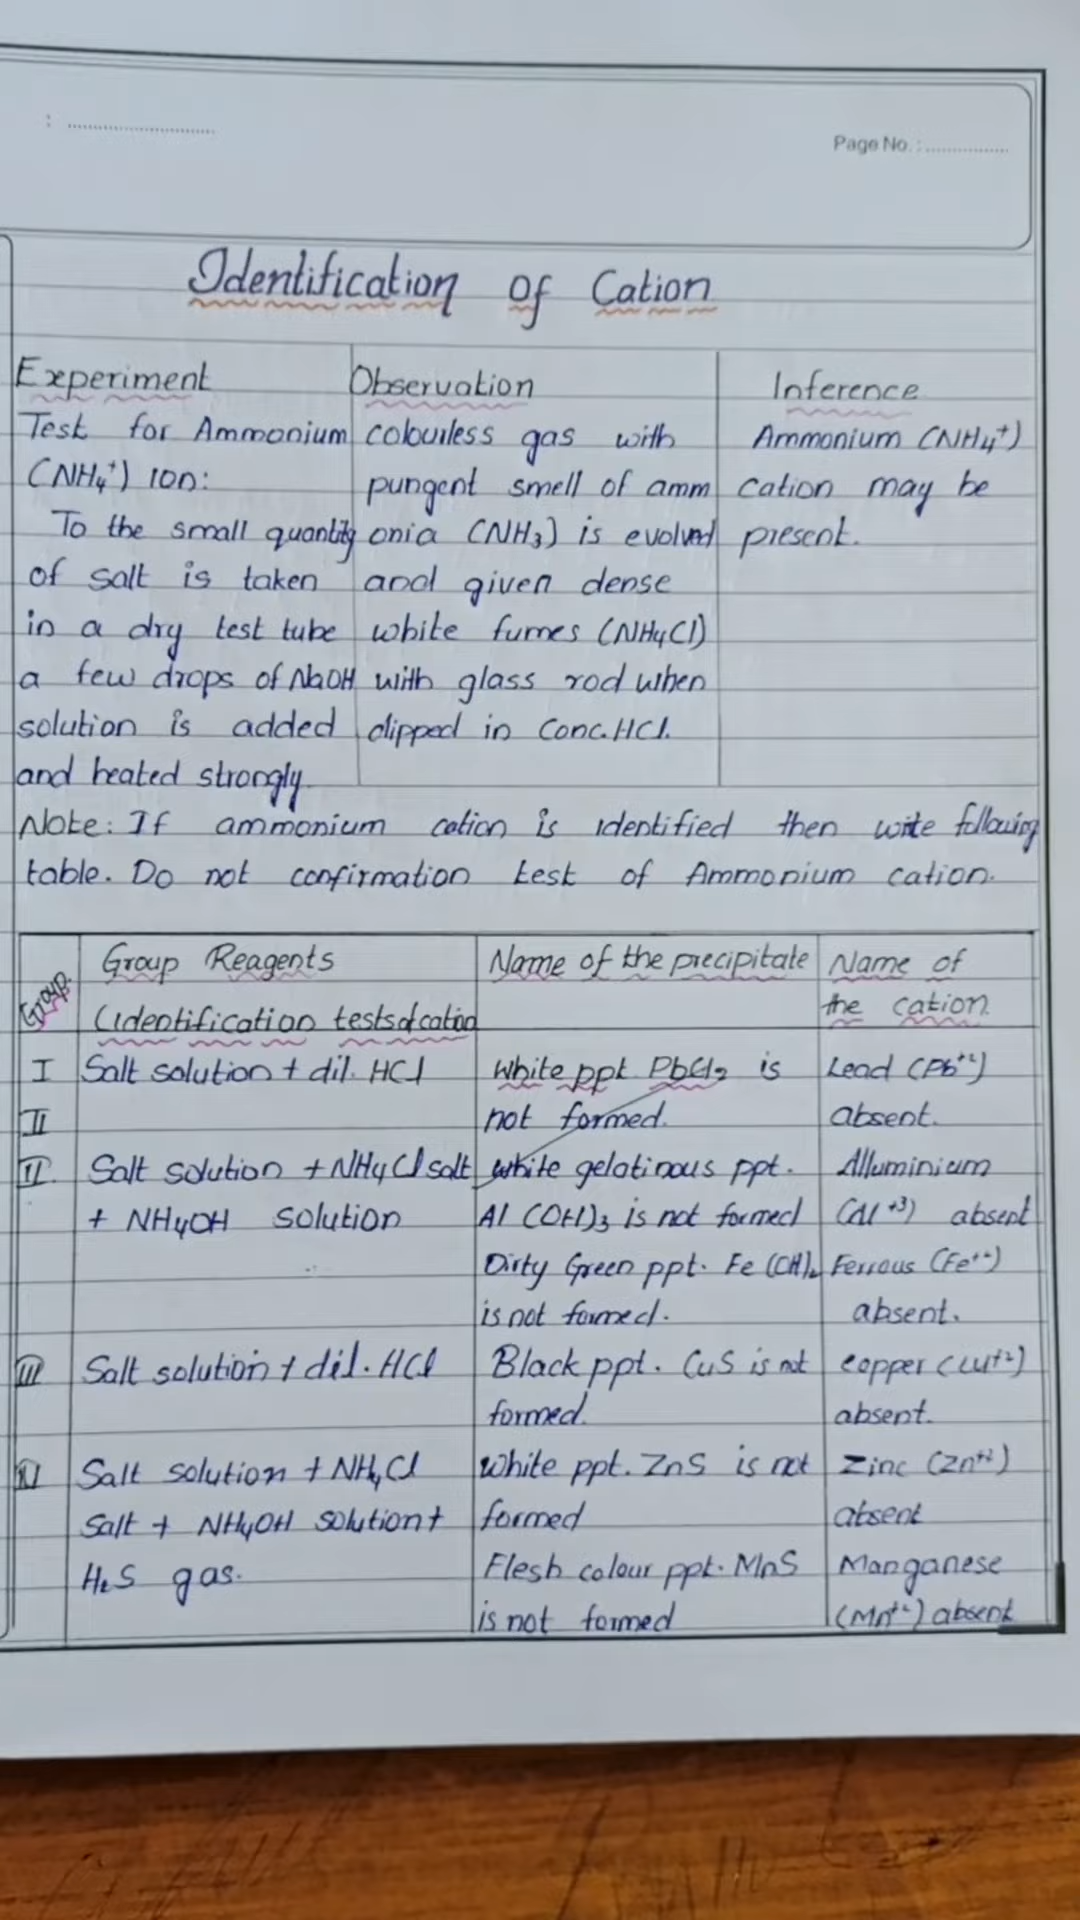 : ..............................
Page No. : ..................
Identification of Cation
Experiment Observation Inference
Test for Ammonium colourless gas with Ammonium (NH4+)
(NH4+) ion: pungent smell of amm cation may be
To the small quantity onia (NH3) is evolved present.
of salt is taken and given dense
in a dry test tube white fumes (NH4Cl)
a few drops of NaOH with glass rod when
solution is added dipped in Conc. HCl.
and heated strongly.
Note: If ammonium cation is identified then write following
table. Do not confirmation test of Ammonium cation.
Group. Group Reagents Name of the precipitate Name of
(identification tests of cation the cation
I Salt solution + dil. HCl White ppt PbCl2 is Lead (Pb+2)
II not formed. absent.
II. Salt solution + NH4Cl salt white gelatinous ppt. Alluminium
+ NH4OH solution Al (OH)3 is not formed (Al+3) absent
Dirty Green ppt. Fe (OH)2 Ferrous (Fe++)
is not formed. absent.
III Salt solution + dil. HCl Black ppt. CuS is not copper (cu+2)
formed. absent.
IV Salt solution + NH4Cl White ppt. ZnS is not Zinc (Zn+2)
Salt + NH4OH solution + formed absent
H2S gas. Flesh colour ppt. MnS Manganese
is not formed (Mn+2) absent